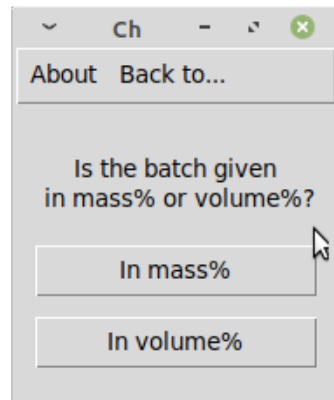 Ch
About Back to...
Is the batch given
in mass% or volume%?
In mass%
In volume%